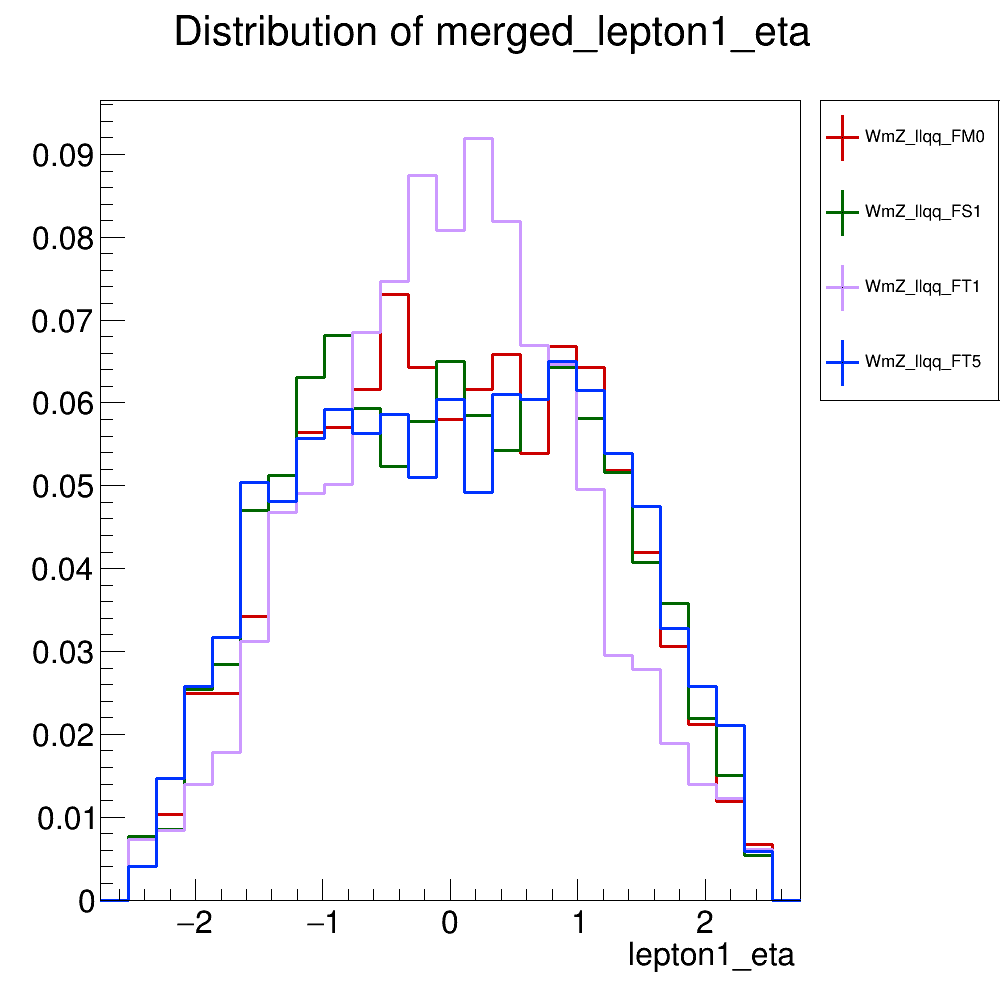 Distribution of merged_lepton1_eta
WmZ_llqq_FM0
WmZ_llqq_FS1
WmZ_llqq_FT1
WmZ_llqq_FT5
0.09
0.08
0.07
0.06
0.05
0.04
0.03
0.02
0.01
0
−2 −1 0 1 2
lepton1_eta